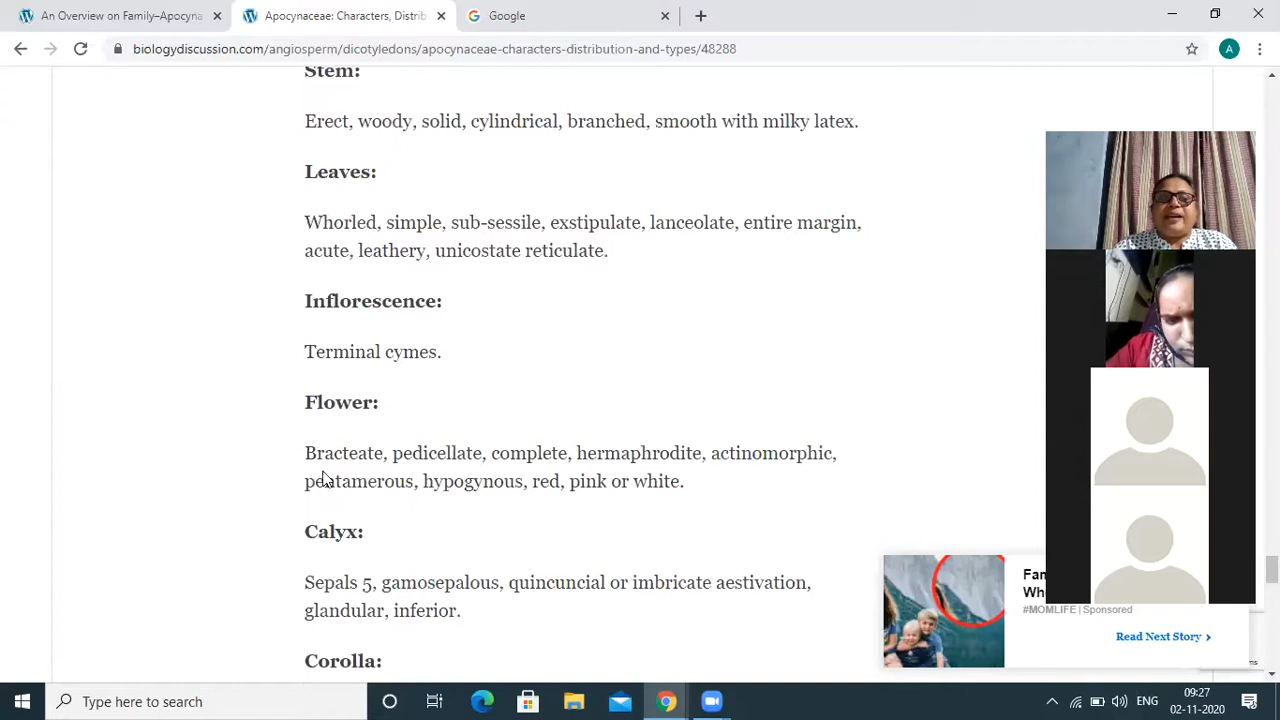 An Overview on Family–Apocyna
Apocynaceae: Characters, Distrib
Google
biologydiscussion.com/angiosperm/dicotyledons/apocynaceae-characters-distribution-and-types/48288
A
Stem:
Erect, woody, solid, cylindrical, branched, smooth with milky latex.
Leaves:
Whorled, simple, sub-sessile, exstipulate, lanceolate, entire margin,
acute, leathery, unicostate reticulate.
Inflorescence:
Terminal cymes.
Flower:
Bracteate, pedicellate, complete, hermaphrodite, actinomorphic,
pentamerous, hypogynous, red, pink or white.
Calyx:
Sepals 5, gamosepalous, quincuncial or imbricate aestivation,
glandular, inferior.
Corolla:
Fam
Wh
#MOMLIFE | Sponsored
Read Next Story
Type here to search
ENG
09:27
02-11-2020